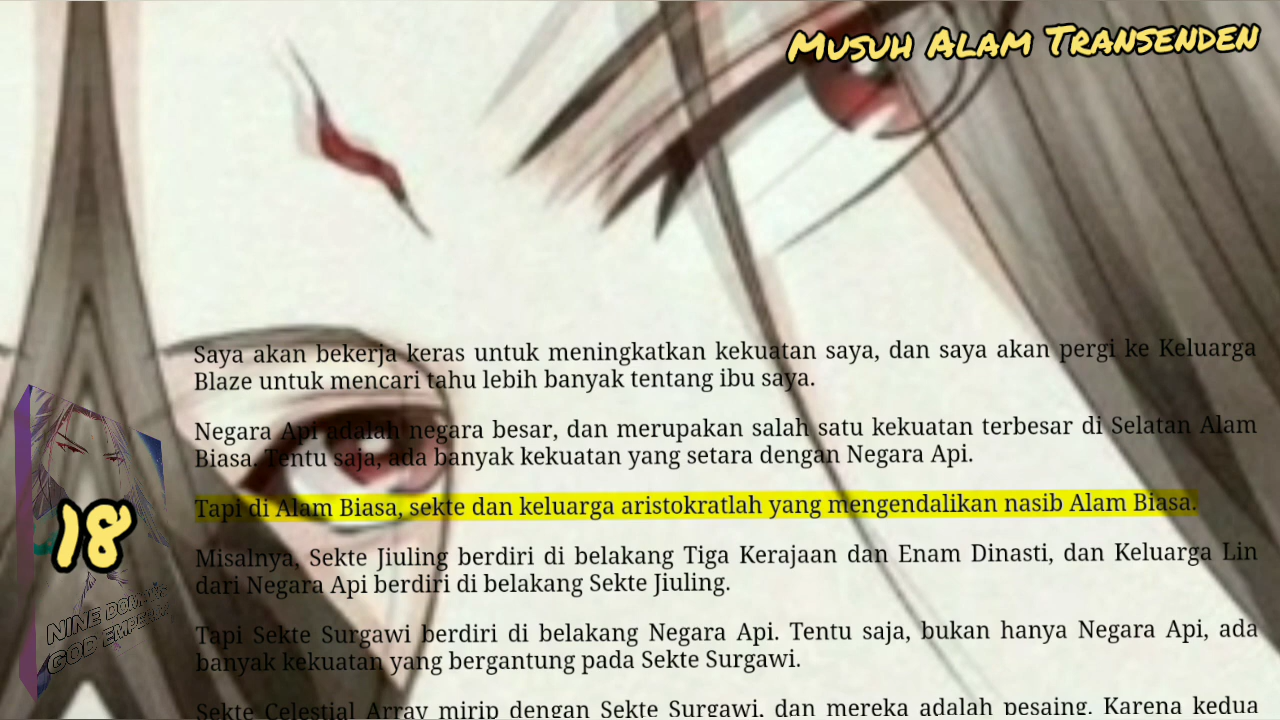 Musuh Alam Transenden
Saya akan bekerja keras untuk meningkatkan kekuatan saya, dan saya akan pergi ke Keluarga
Blaze untuk mencari tahu lebih banyak tentang ibu saya.
Negara Api adalah negara besar, dan merupakan salah satu kekuatan terbesar di Selatan Alam
Biasa. Tentu saja, ada banyak kekuatan yang setara dengan Negara Api.
Tapi di Alam Biasa, sekte dan keluarga aristokratlah yang mengendalikan nasib Alam Biasa.
Misalnya, Sekte Jiuling berdiri di belakang Tiga Kerajaan dan Enam Dinasti, dan Keluarga Lin
dari Negara Api berdiri di belakang Sekte Jiuling.
Tapi Sekte Surgawi berdiri di belakang Negara Api. Tentu saja, bukan hanya Negara Api, ada
banyak kekuatan yang bergantung pada Sekte Surgawi.
Sekte Celestial Array mirip dengan Sekte Surgawi, dan mereka adalah pesaing. Karena kedua
18
NINE
GOD EMPEROR